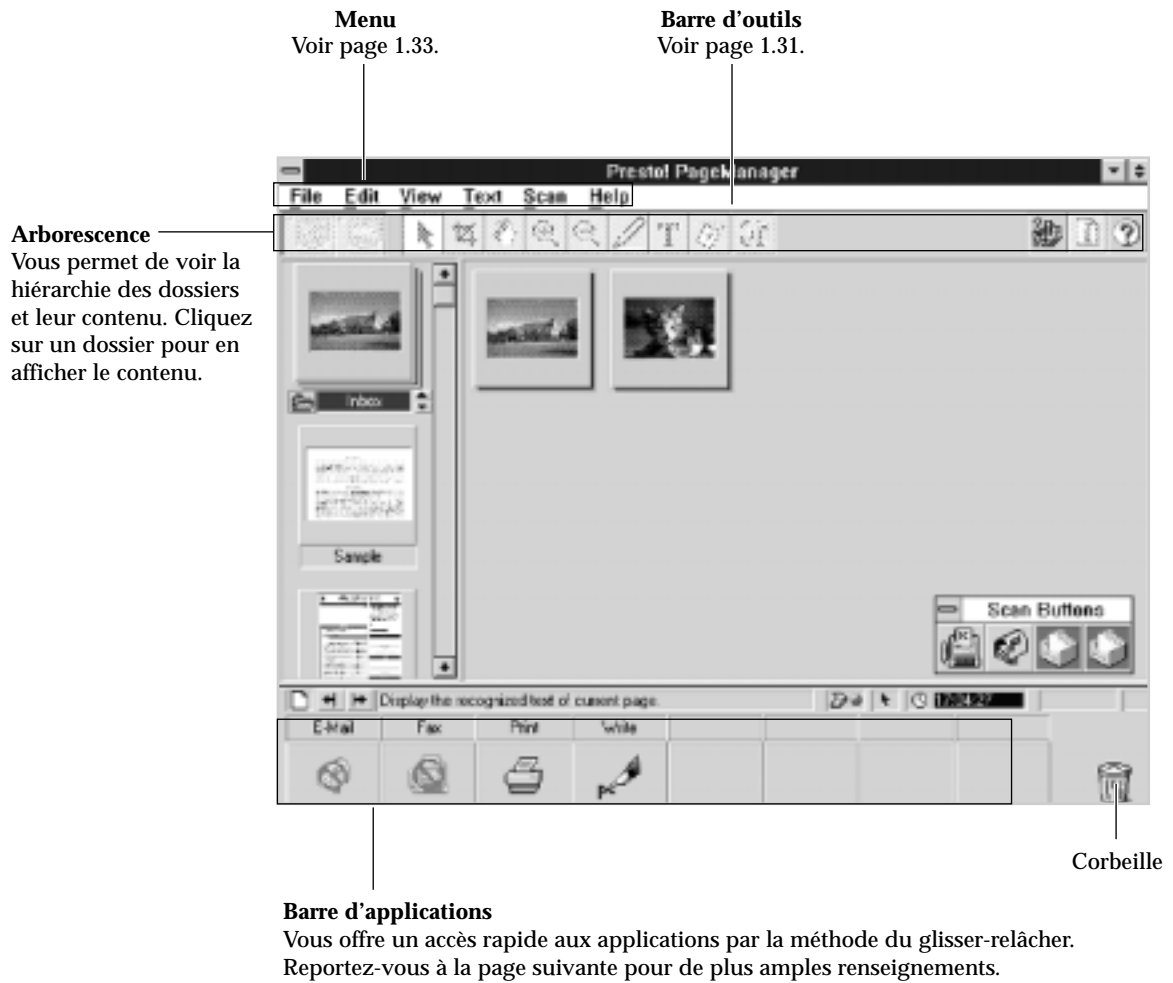 Menu
Voir page 1.33.
Barre d'outils
Voir page 1.31.
Presto! PageManager
File Edit View Text Scan Help
Arborescence
Vous permet de voir la
hiérarchie des dossiers
et leur contenu. Cliquez
sur un dossier pour en
afficher le contenu.
Inbox
Sample
Scan Buttons
Display the recognized text of current page.
17:04:27
E-Mail Fax Print Write
Corbeille
Barre d'applications
Vous offre un accès rapide aux applications par la méthode du glisser-relâcher.
Reportez-vous à la page suivante pour de plus amples renseignements.